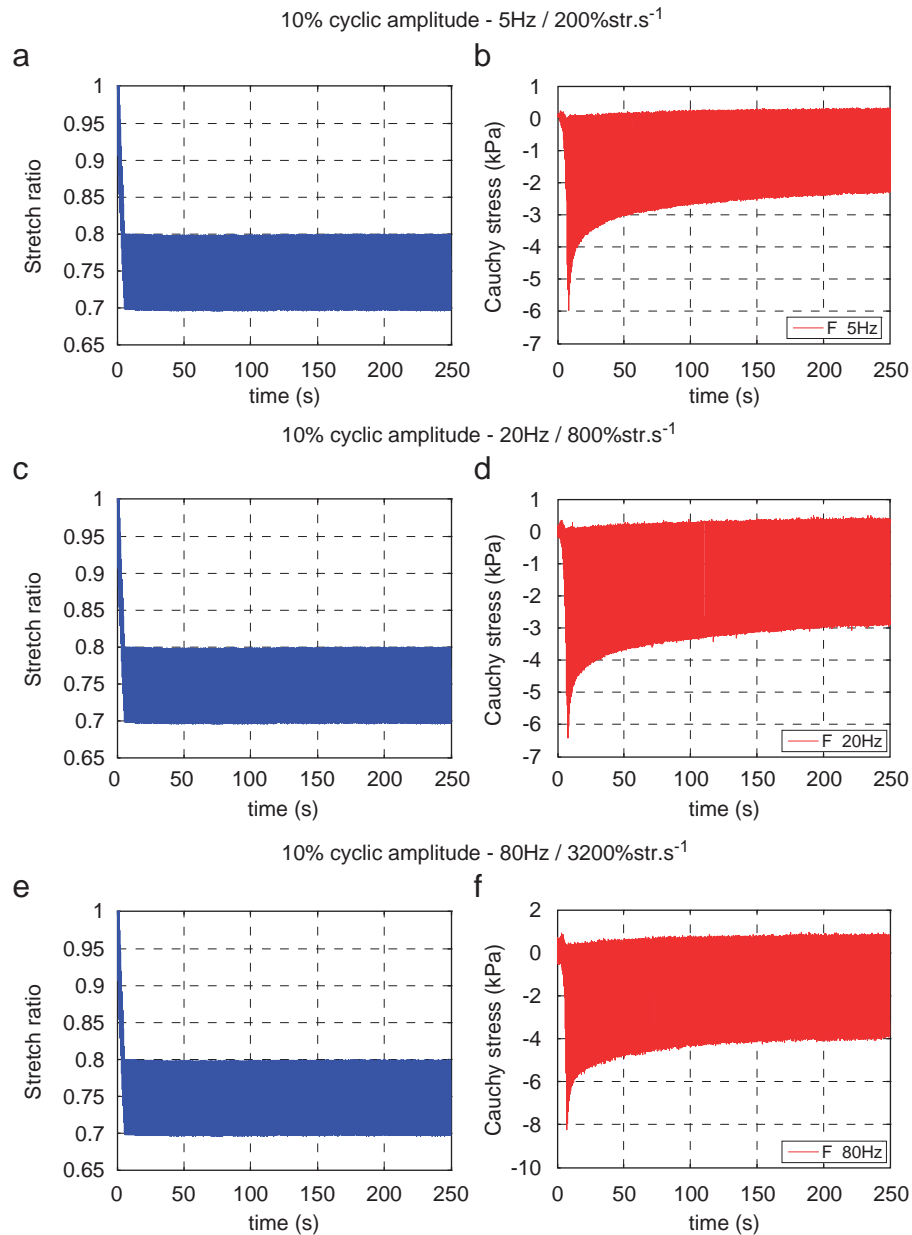 10% cyclic amplitude - 5Hz / 200%str.s⁻¹
a
b
1
0.95
0.9
0.85
0.8
0.75
0.7
0.65
Stretch ratio
0 50 100 150 200 250
time (s)
1
0
-1
-2
-3
-4
-5
-6
-7
Cauchy stress (kPa)
F 5Hz
0 50 100 150 200 250
time (s)
10% cyclic amplitude - 20Hz / 800%str.s⁻¹
c
d
1
0.95
0.9
0.85
0.8
0.75
0.7
0.65
Stretch ratio
0 50 100 150 200 250
time (s)
1
0
-1
-2
-3
-4
-5
-6
-7
Cauchy stress (kPa)
F 20Hz
0 50 100 150 200 250
time (s)
10% cyclic amplitude - 80Hz / 3200%str.s⁻¹
e
f
1
0.95
0.9
0.85
0.8
0.75
0.7
0.65
Stretch ratio
0 50 100 150 200 250
time (s)
2
0
-2
-4
-6
-8
-10
Cauchy stress (kPa)
F 80Hz
0 50 100 150 200 250
time (s)